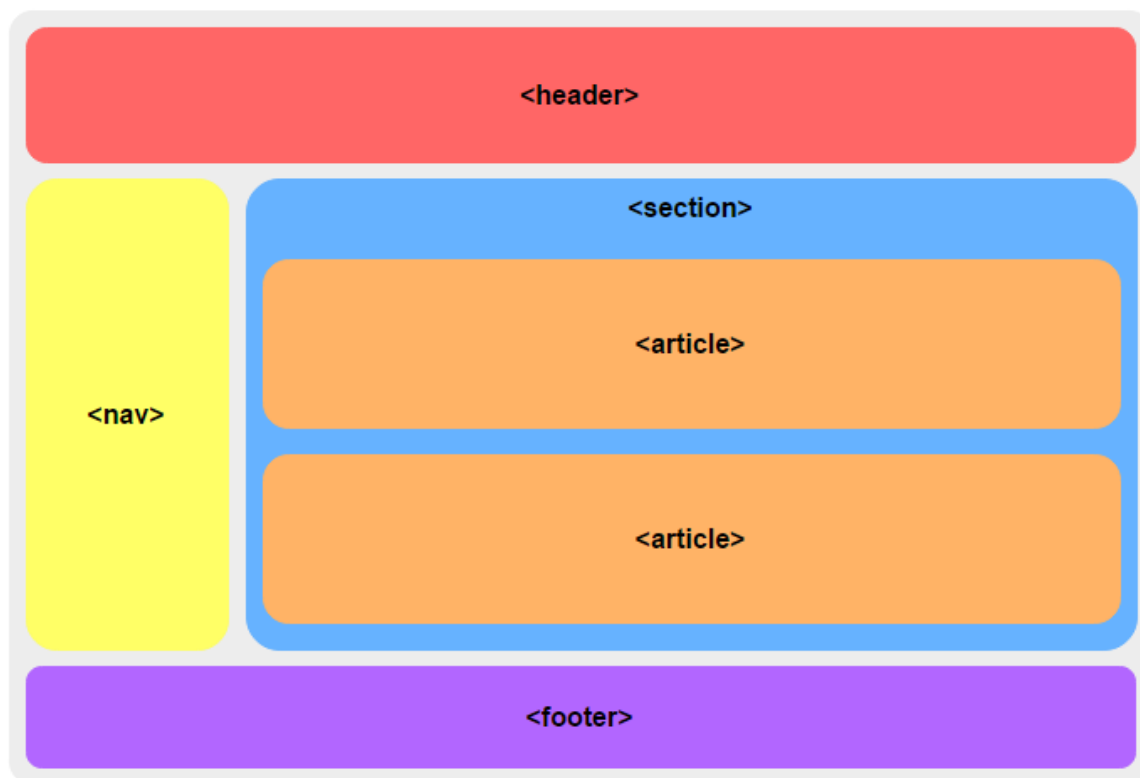 <header>
<section>
<article>
<nav>
<article>
<footer>